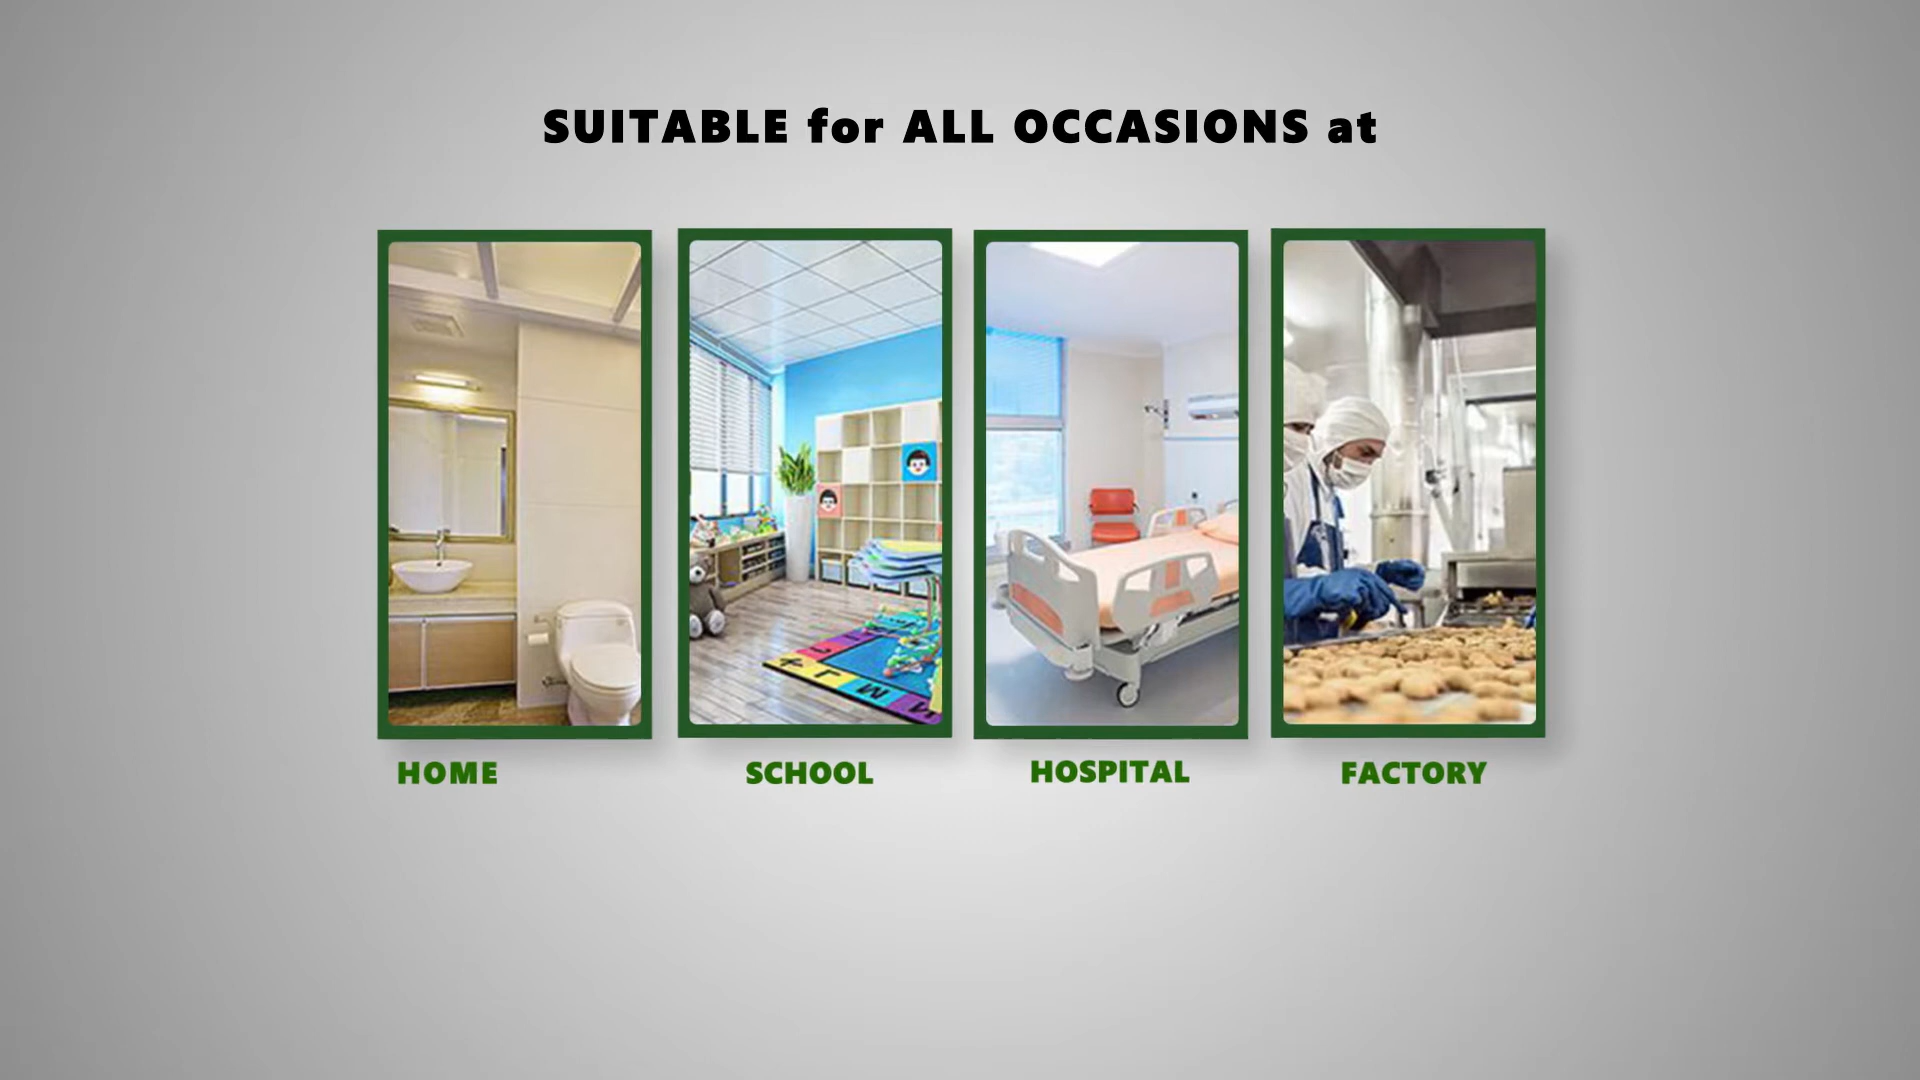 SUITABLE for ALL OCCASIONS at
HOME
SCHOOL
HOSPITAL
FACTORY